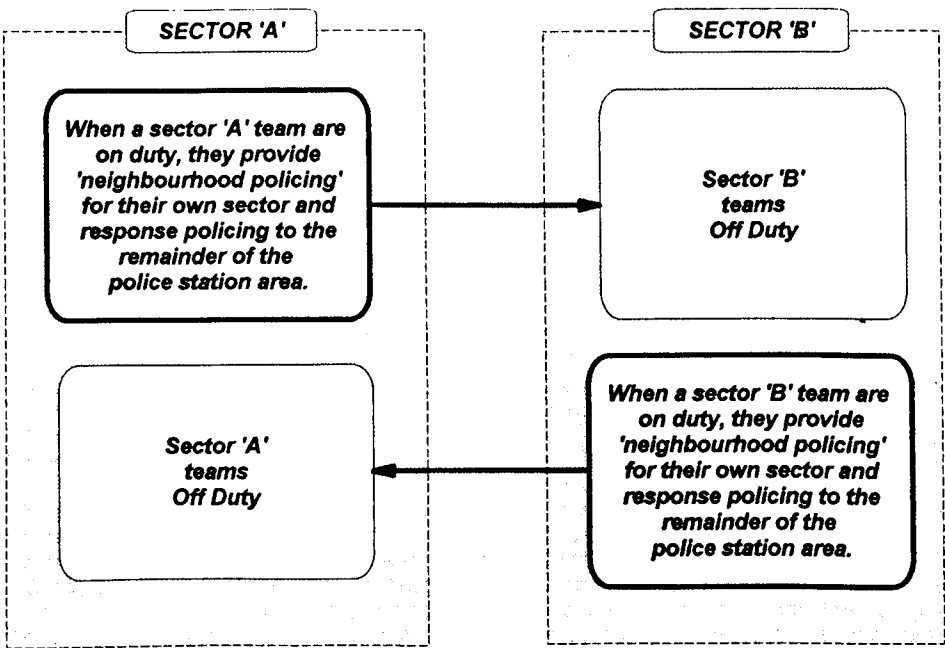 SECTOR 'A'
SECTOR 'B'
When a sector 'A' team are
on duty, they provide
'neighbourhood policing'
for their own sector and
response policing to the
remainder of the
police station area.
Sector 'B'
teams
Off Duty
Sector 'A'
teams
Off Duty
When a sector 'B' team are
on duty, they provide
'neighbourhood policing'
for their own sector and
response policing to the
remainder of the
police station area.